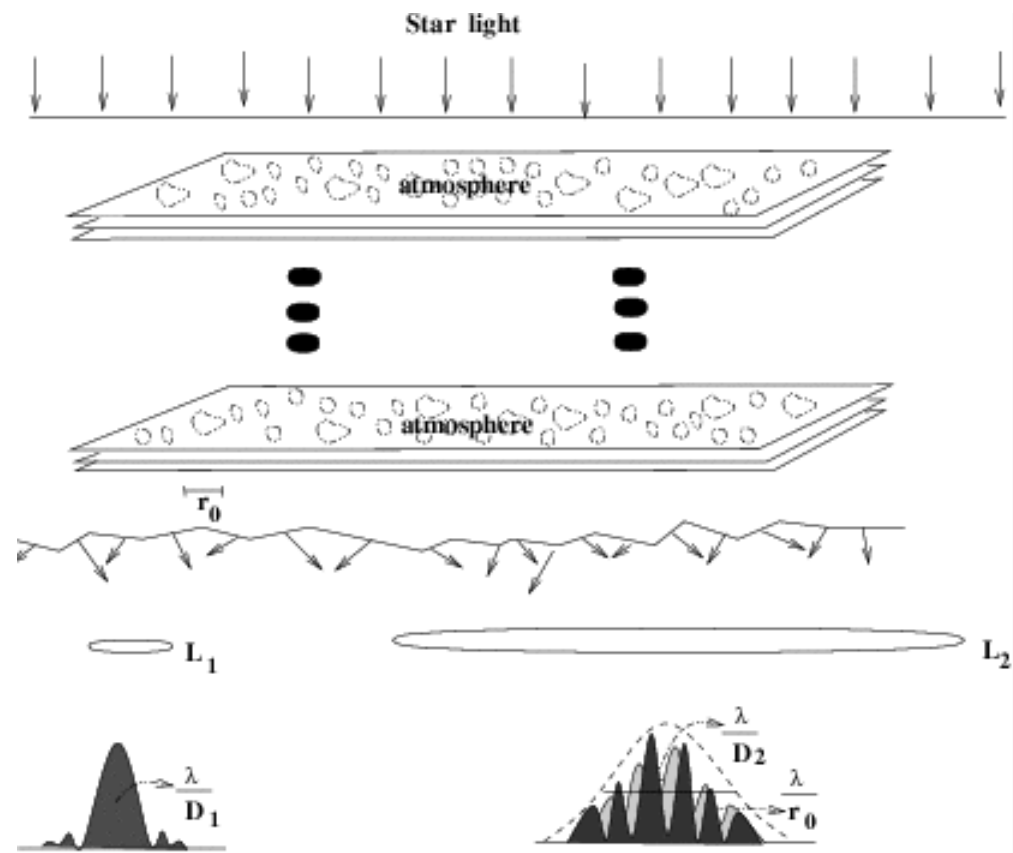 Star light
atmosphere
atmosphere
r0
L1
L2
λ
D1
λ
D2
λ
r0